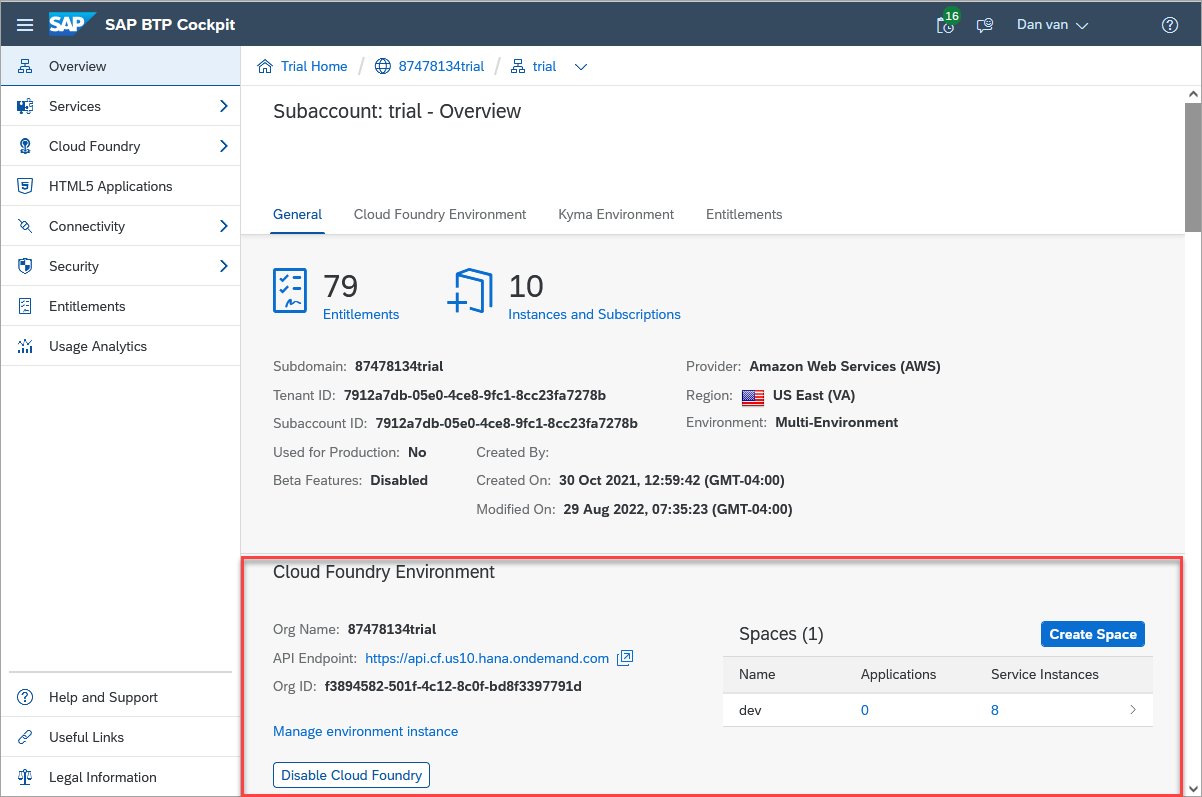 SAP SAP BTP Cockpit
16
Dan van
Overview
Services
Cloud Foundry
HTML5 Applications
Connectivity
Security
Entitlements
Usage Analytics
Help and Support
Useful Links
Legal Information
Trial Home / 87478134trial / trial
Subaccount: trial - Overview
General Cloud Foundry Environment Kyma Environment Entitlements
79
Entitlements
10
Instances and Subscriptions
Subdomain: 87478134trial
Tenant ID: 7912a7db-05e0-4ce8-9fc1-8cc23fa7278b
Subaccount ID: 7912a7db-05e0-4ce8-9fc1-8cc23fa7278b
Used for Production: No
Beta Features: Disabled
Created By:
Created On: 30 Oct 2021, 12:59:42 (GMT-04:00)
Modified On: 29 Aug 2022, 07:35:23 (GMT-04:00)
Provider: Amazon Web Services (AWS)
Region: US East (VA)
Environment: Multi-Environment
Cloud Foundry Environment
Org Name: 87478134trial
API Endpoint: https://api.cf.us10.hana.ondemand.com
Org ID: f3894582-501f-4c12-8c0f-bd8f3397791d
Manage environment instance
Disable Cloud Foundry
Spaces (1)
Create Space
Name Applications Service Instances
dev 0 8